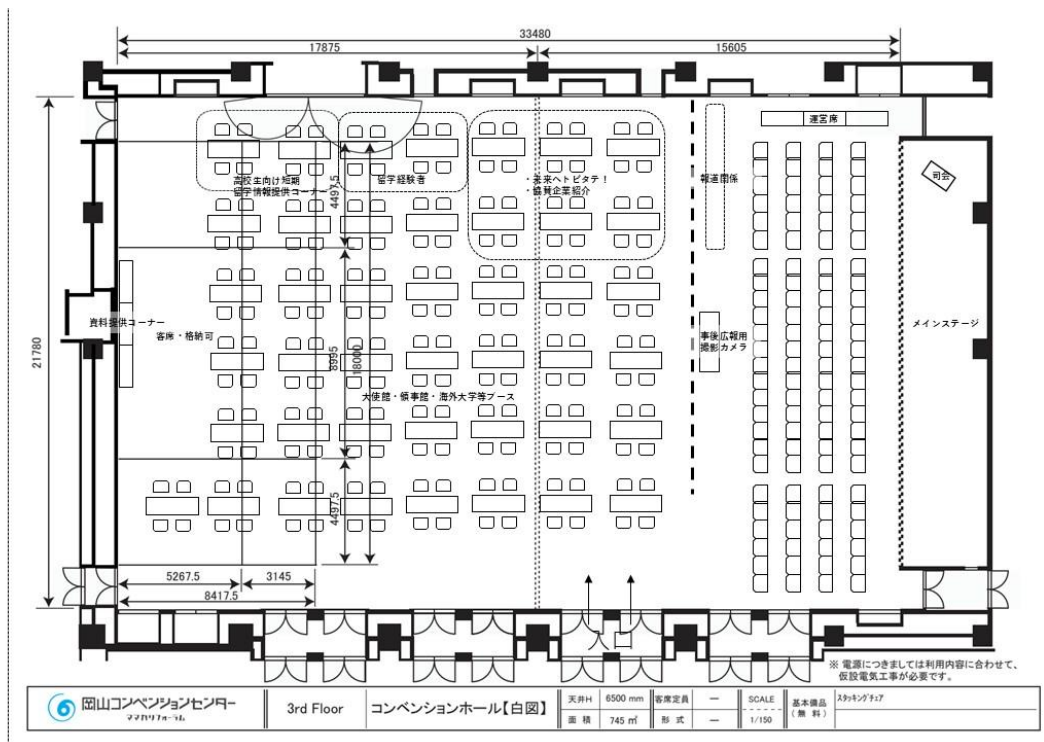 33480
17875
15605
運営席
司会
高校生向け短期
留学情報提供コーナー
留学経験者
・未来へトビタテ！
・協賛企業紹介
報道関係
4497.5
21780
資料提供コーナー
客席・格納可
8995
18000
事後広報用
撮影カメラ
メインステージ
大使館・領事館・海外大学等ブース
4497.5
5267.5
3145
8417.5
入口
※ 電源につきましては利用内容に合わせて、
仮設電気工事が必要です。
岡山コンベンションセンター
ママカリフォーラム
3rd Floor
コンベンションホール【白図】
天井H
6500 mm
客席定員
―
SCALE
基本備品
(無 料)
スタッキングチェア
面 積
745 ㎡
形 式
―
1/150